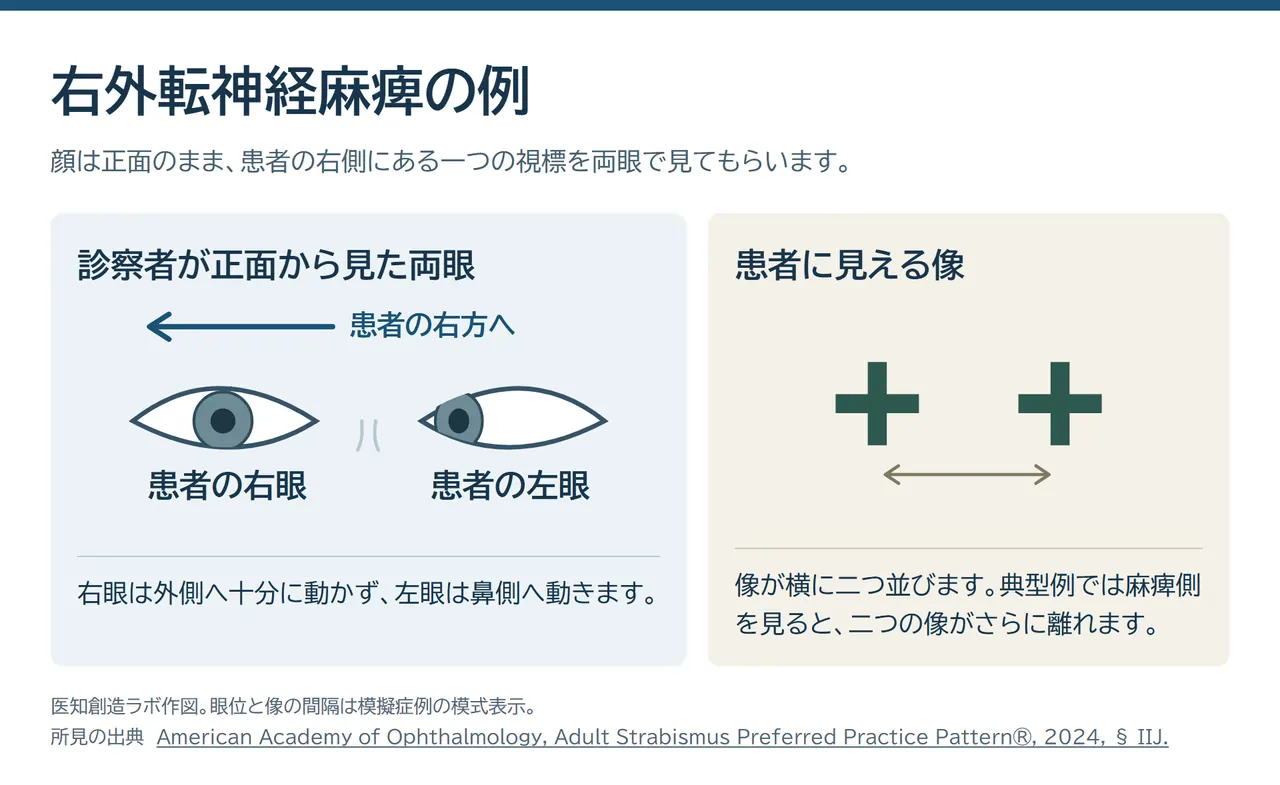 右外転神経麻痺の例
顔は正面のまま、患者の右側にある一つの視標を両眼で見てもらいます。
診察者が正面から見た両眼
患者の右方へ
患者の右眼
患者の左眼
右眼は外側へ十分に動かず、左眼は鼻側へ動きます。
患者に見える像
像が横に二つ並びます。典型例では麻痺側
を見ると、二つの像がさらに離れます。
医知創造ラボ作図。眼位と像の間隔は模擬症例の模式表示。
所見の出典 American Academy of Ophthalmology, Adult Strabismus Preferred Practice Pattern®, 2024, § IIJ.